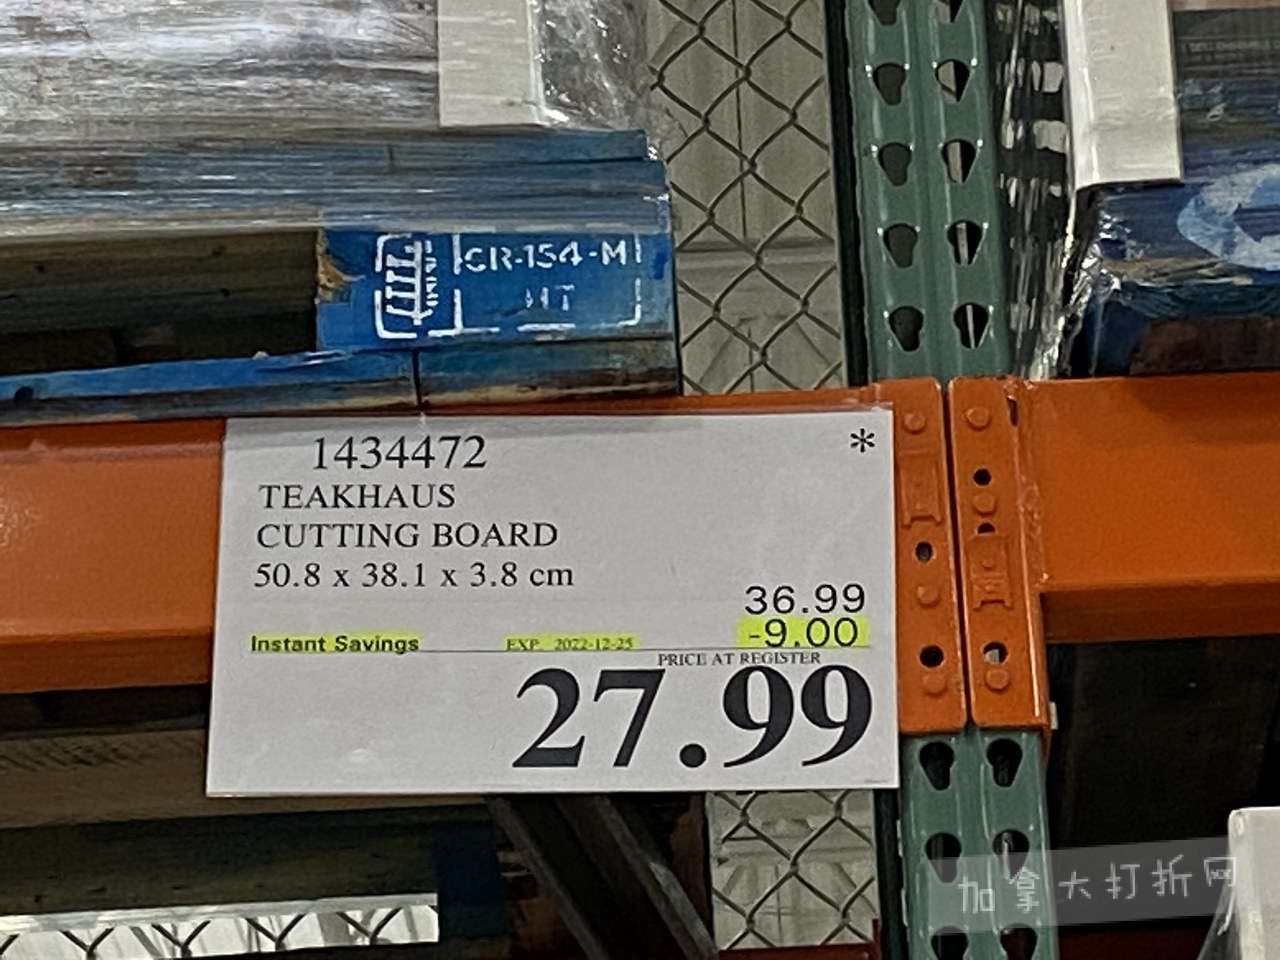 CR-154-M
HT
1434472
*
TEAKHAUS
CUTTING BOARD
50.8 x 38.1 x 3.8 cm
36.99
Instant Savings EXP 2022-12-25 -9.00
PRICE AT REGISTER
27.99
加拿大打折网